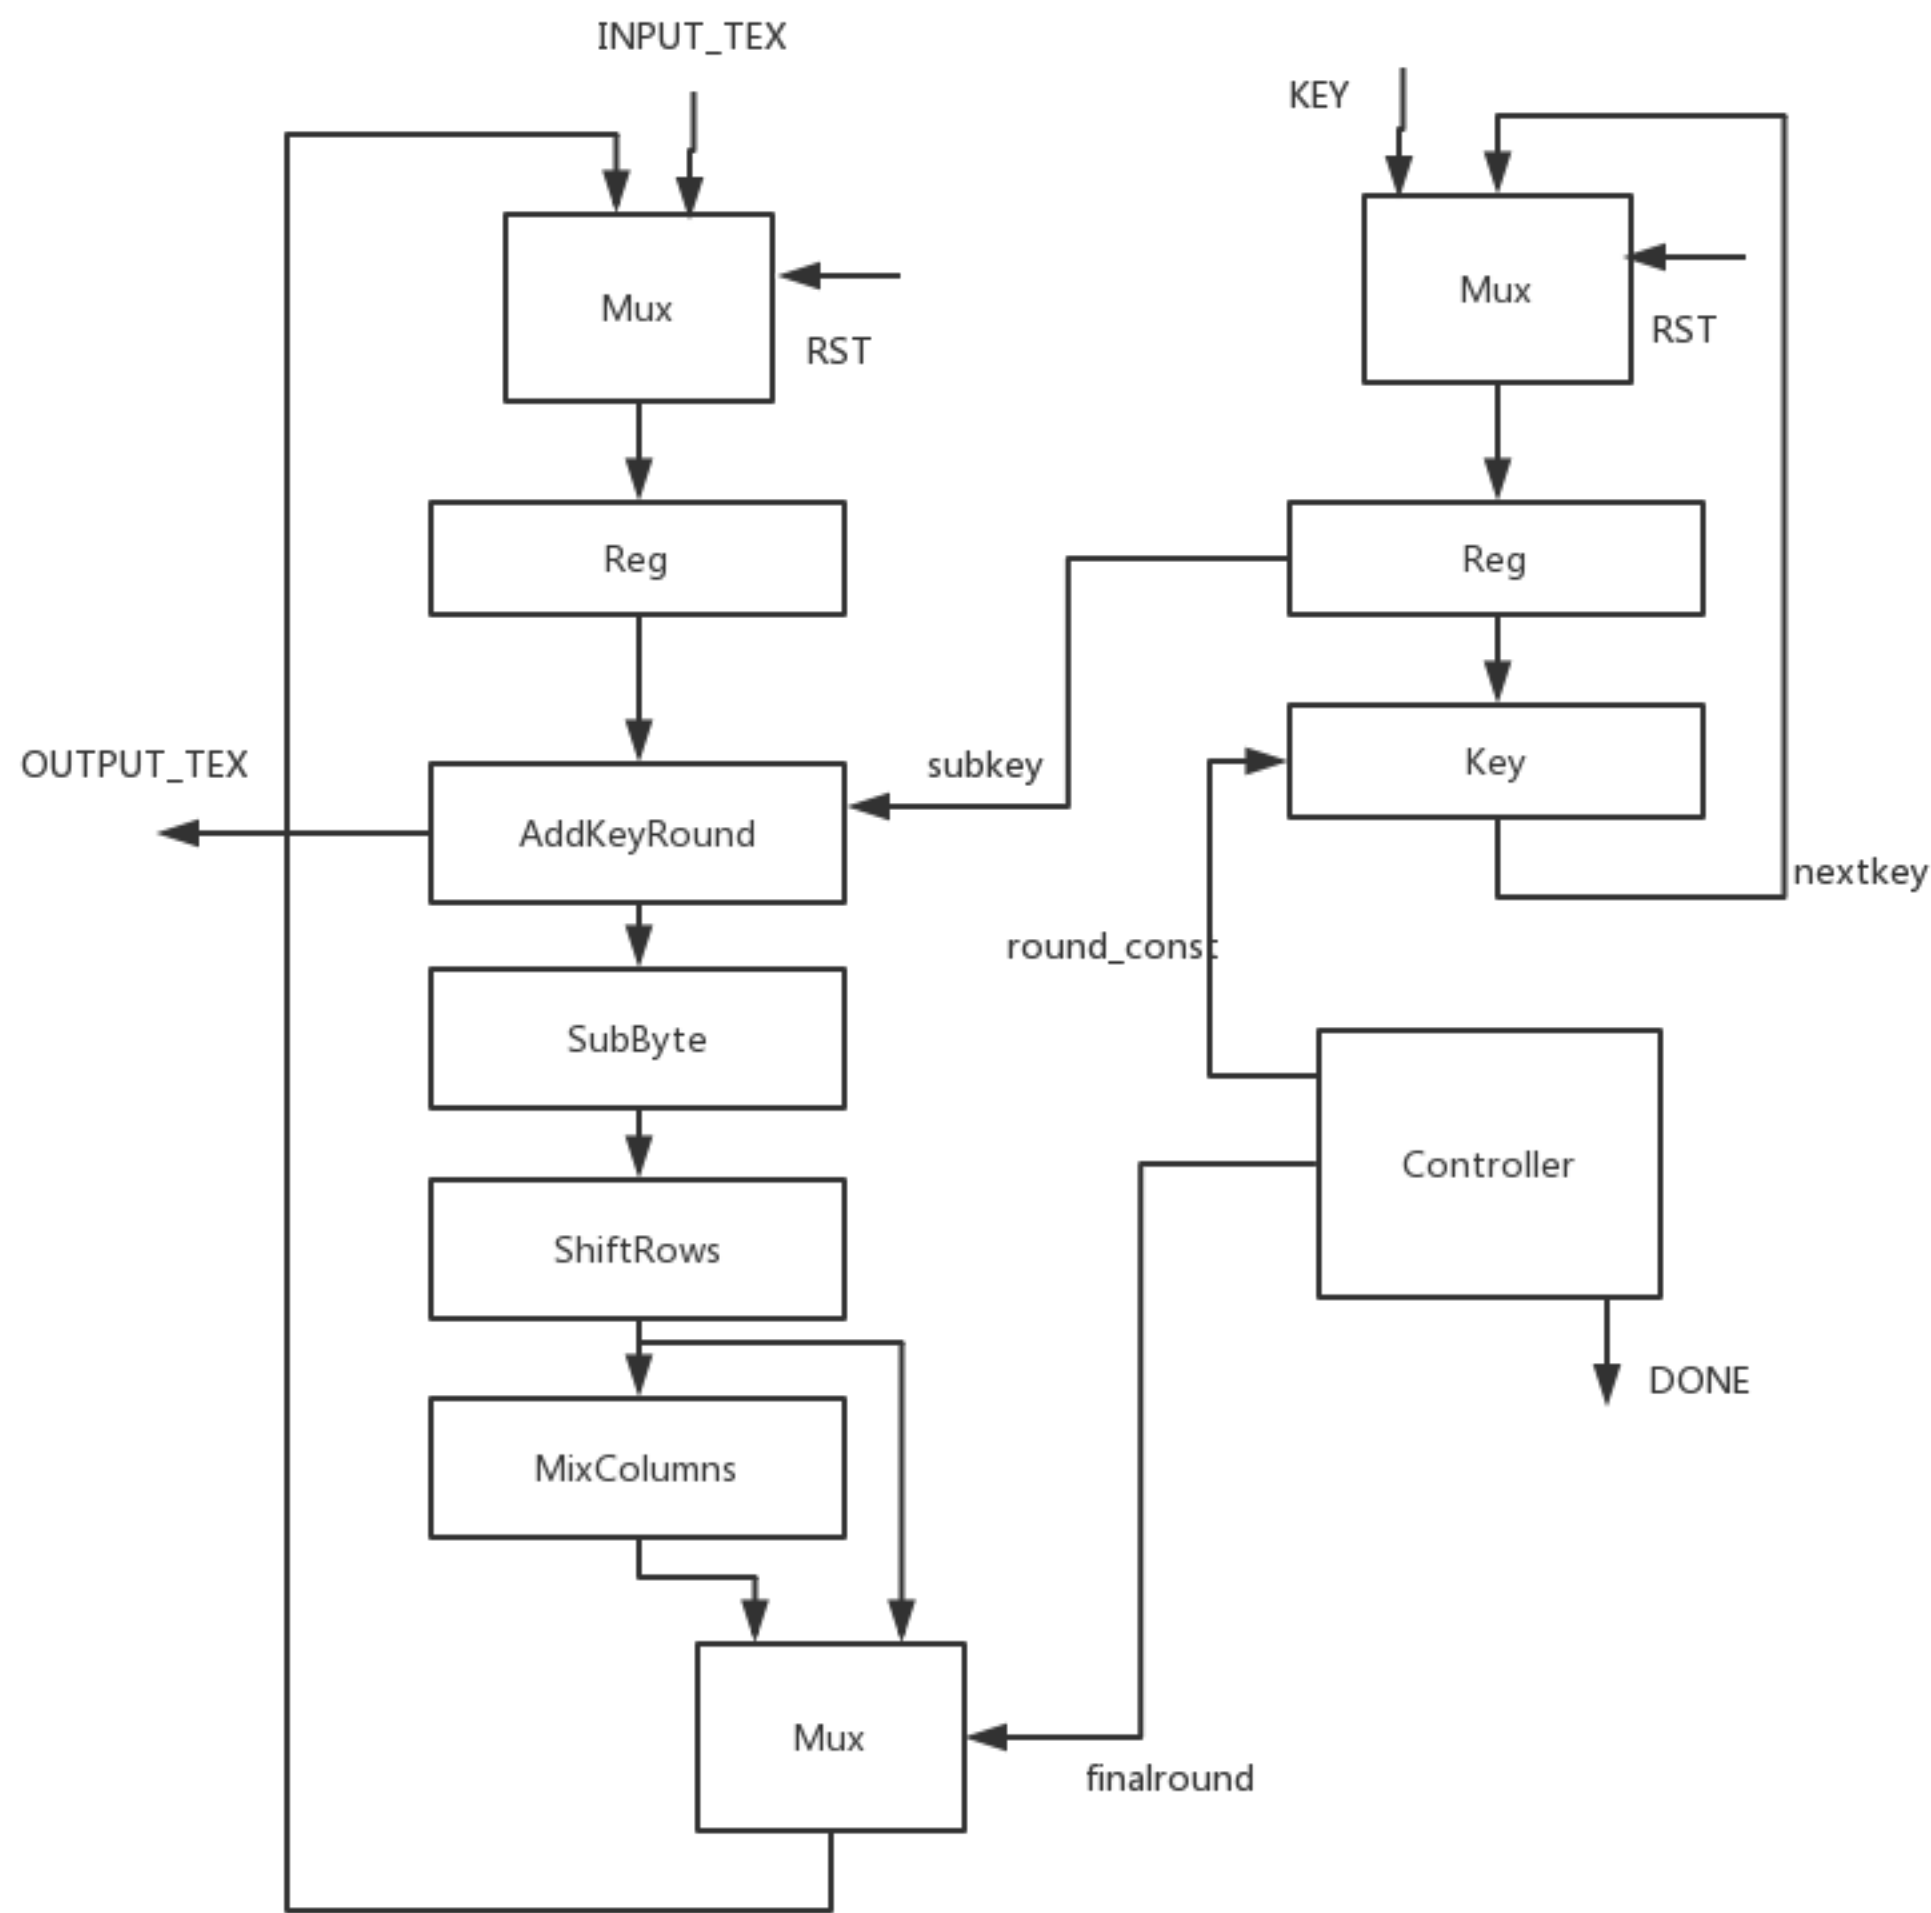 INPUT_TEX
KEY
Mux
RST
Mux
RST
Reg
Reg
OUTPUT_TEX
AddKeyRound
subkey
Key
nextkey
round_const
SubByte
ShiftRows
Controller
MixColumns
DONE
Mux
finalround